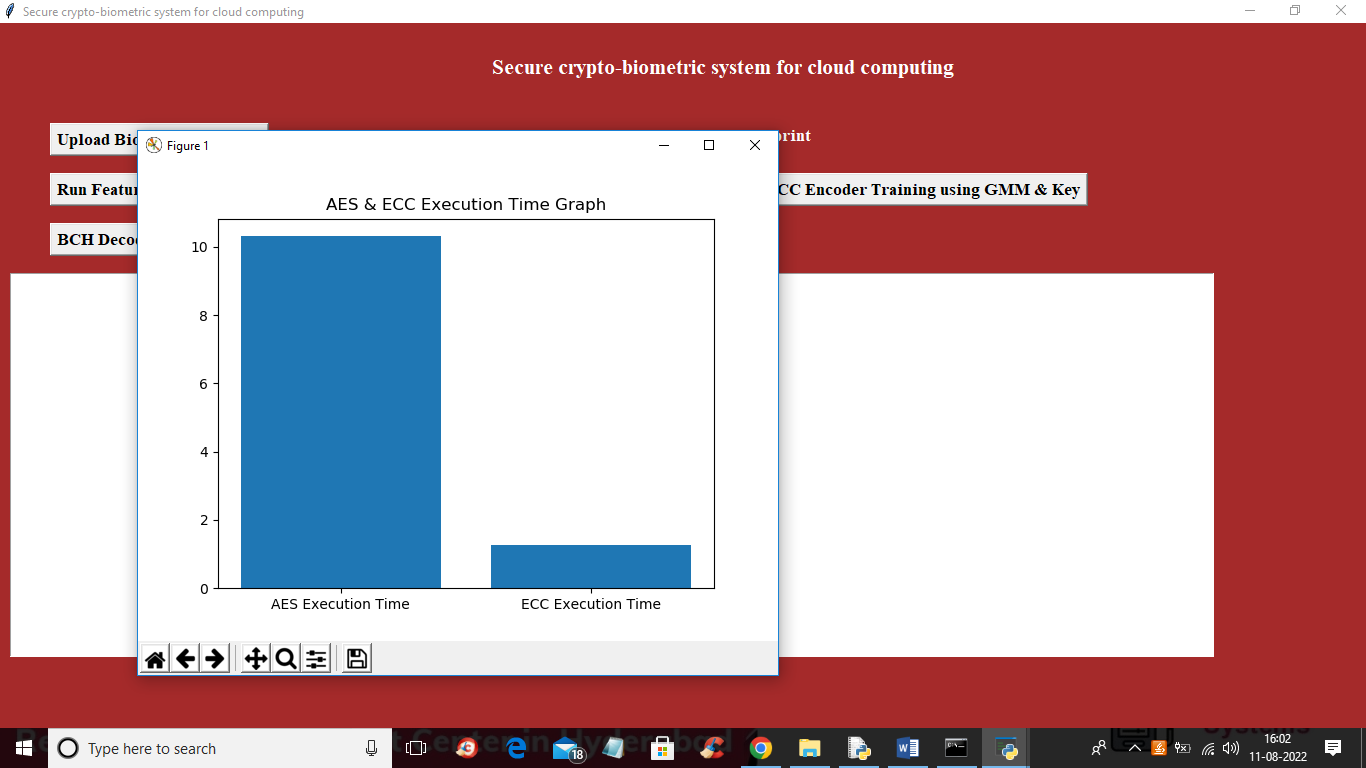 Secure crypto-biometric system for cloud computing
Secure crypto-biometric system for cloud computing
Upload Bio
print
Figure 1
Run Featur
CC Encoder Training using GMM & Key
BCH Deco
AES & ECC Execution Time Graph
10
8
6
4
2
0
AES Execution Time
ECC Execution Time
Systems
Type here to search
18
16:02
11-08-2022